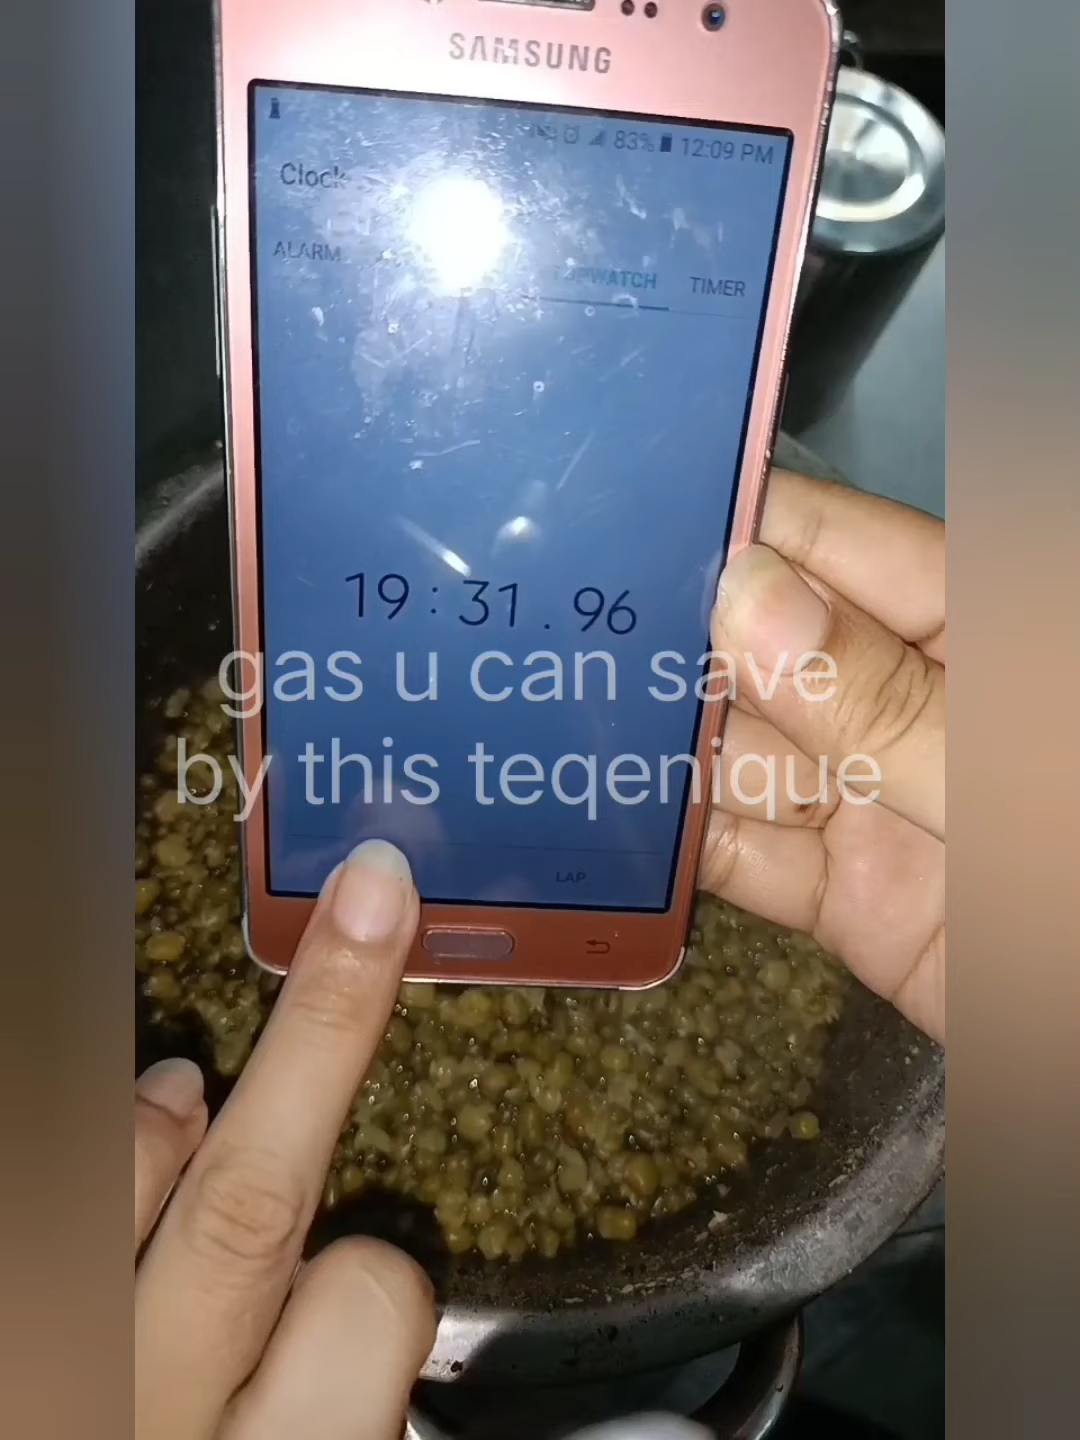 SAMSUNG
83% 12:09 PM
Clock
ALARM TIMER
19:31.96
gas u can save
by this teqenique
LAP